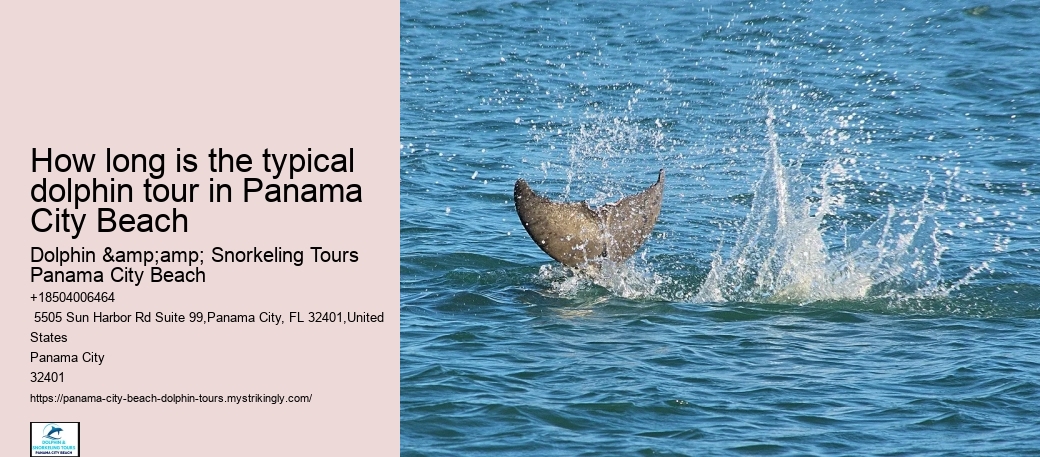 How long is the typical
dolphin tour in Panama
City Beach
Dolphin &amp;amp; Snorkeling Tours
Panama City Beach
+18504006464
5505 Sun Harbor Rd Suite 99,Panama City, FL 32401,United
States
Panama City
32401
https://panama-city-beach-dolphin-tours.mystrikingly.com/
DOLPHIN &
SNORKELING TOURS
PANAMA CITY BEACH